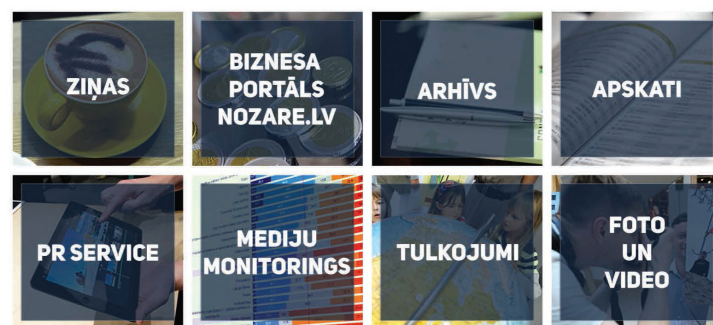 ZIŅAS
BIZNESA
PORTĀLS
NOZARE.LV
ARHĪVS
APSKATI
PR SERVICE
MEDIJU
MONITORINGS
TULKOJUMI
FOTO
UN
VIDEO